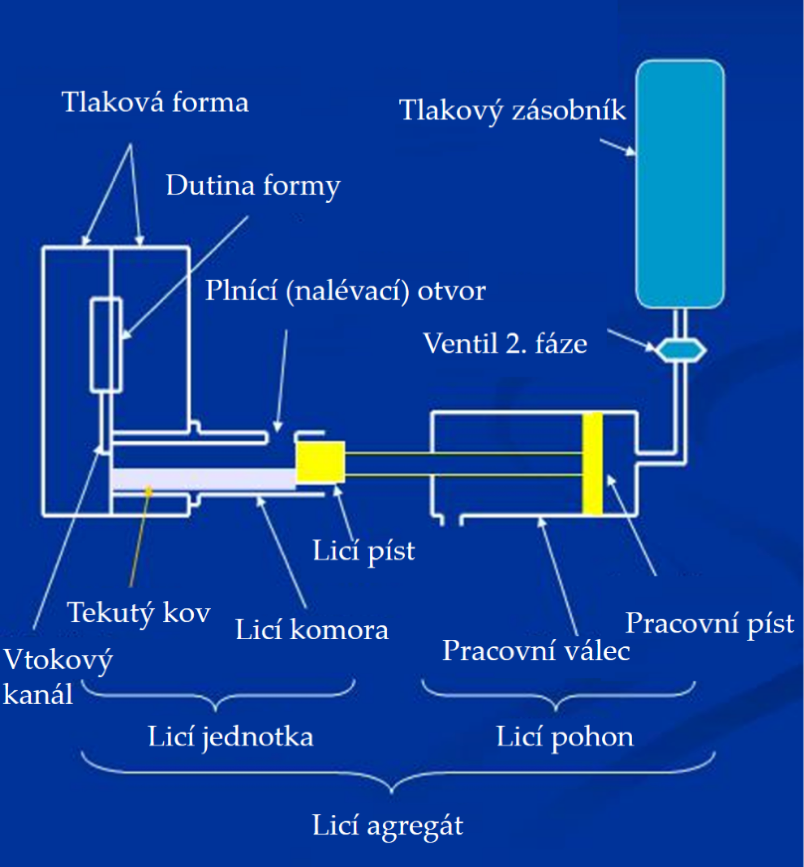 Tlaková forma
Tlakový zásobník
Dutina formy
Plnící (nalévací) otvor
Ventil 2. fáze
Licí píst
Tekutý kov
Licí komora
Pracovní píst
Pracovní válec
Vtokový
kanál
Licí jednotka
Licí pohon
Licí agregát